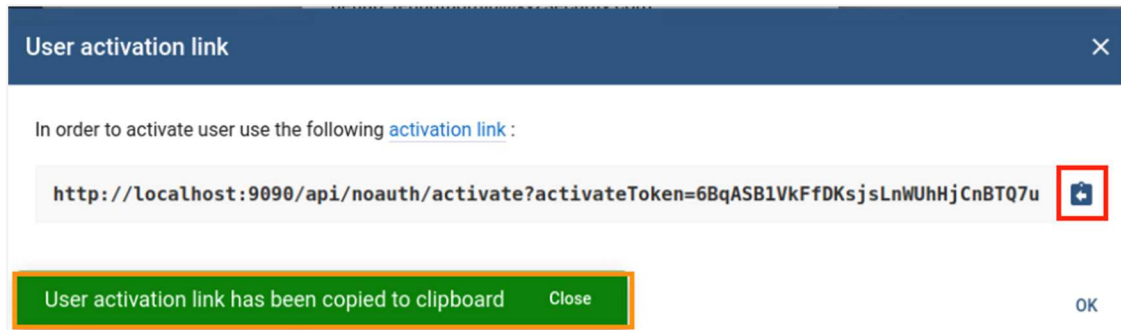 User activation link
In order to activate user use the following activation link :
http://localhost:9090/api/noauth/activate?activateToken=6BqASB1VkFfDKsjsLnWUhHjCnBTQ7u
User activation link has been copied to clipboard Close
OK